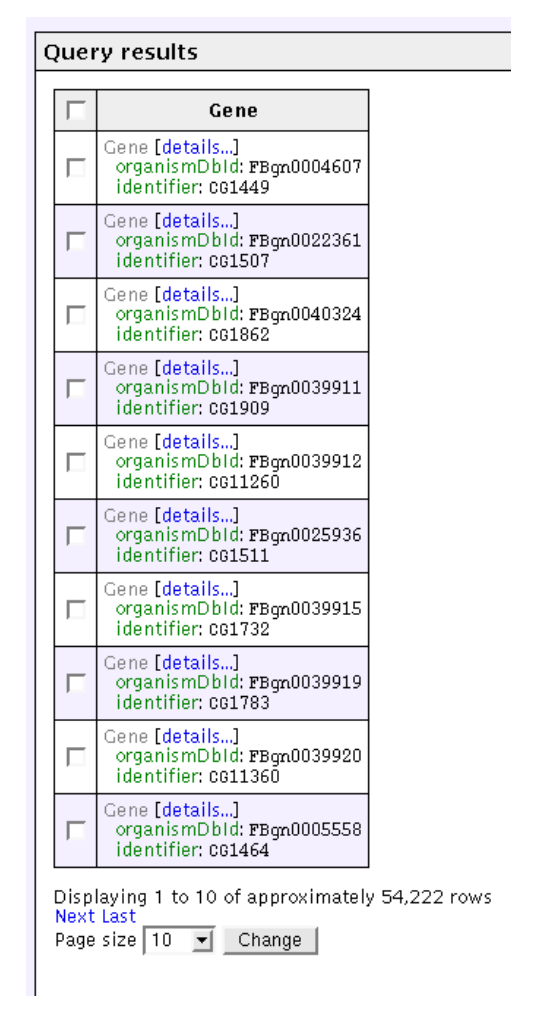 Query results
Gene
Gene [details...]
organismDbId: FBgn0004607
identifier: CG1449
Gene [details...]
organismDbId: FBgn0022361
identifier: CG1507
Gene [details...]
organismDbId: FBgn0040324
identifier: CG1862
Gene [details...]
organismDbId: FBgn0039911
identifier: CG1909
Gene [details...]
organismDbId: FBgn0039912
identifier: CG11260
Gene [details...]
organismDbId: FBgn0025936
identifier: CG1511
Gene [details...]
organismDbId: FBgn0039915
identifier: CG1732
Gene [details...]
organismDbId: FBgn0039919
identifier: CG1783
Gene [details...]
organismDbId: FBgn0039920
identifier: CG11360
Gene [details...]
organismDbId: FBgn0005558
identifier: CG1464
Displaying 1 to 10 of approximately 54,222 rows
Next Last
Page size 10 Change